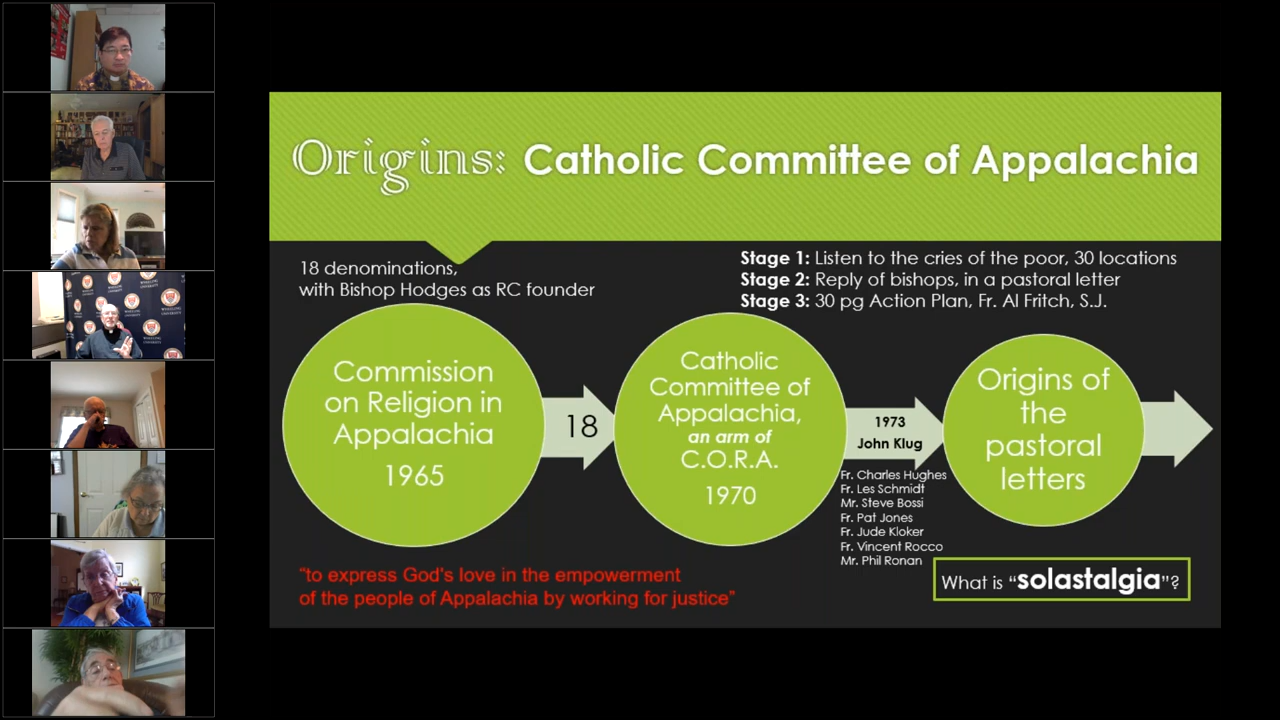 Origins: Catholic Committee of Appalachia
18 denominations,
with Bishop Hodges as RC founder
Stage 1: Listen to the cries of the poor, 30 locations
Stage 2: Reply of bishops, in a pastoral letter
Stage 3: 30 pg Action Plan, Fr. Al Fritch, S.J.
Commission
on Religion in
Appalachia
1965
18
Catholic
Committee of
Appalachia,
an arm of
C.O.R.A.
1970
1973
John Klug
Fr. Charles Hughes
Fr. Les Schmidt
Mr. Steve Bossi
Fr. Pat Jones
Fr. Jude Kloker
Fr. Vincent Rocco
Mr. Phil Ronan
Origins of
the
pastoral
letters
"to express God's love in the empowerment
of the people of Appalachia by working for justice"
What is "solastalgia"?